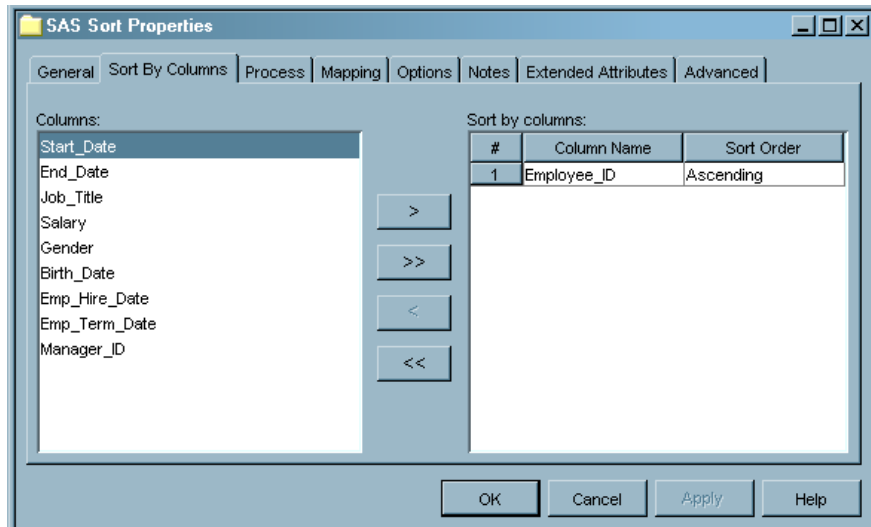 SAS Sort Properties
General Sort By Columns Process Mapping Options Notes Extended Attributes Advanced
Columns:
Start_Date
End_Date
Job_Title
Salary
Gender
Birth_Date
Emp_Hire_Date
Emp_Term_Date
Manager_ID
>
>>
<
<<
Sort by columns:
# Column Name Sort Order
1 Employee_ID Ascending
OK Cancel Apply Help